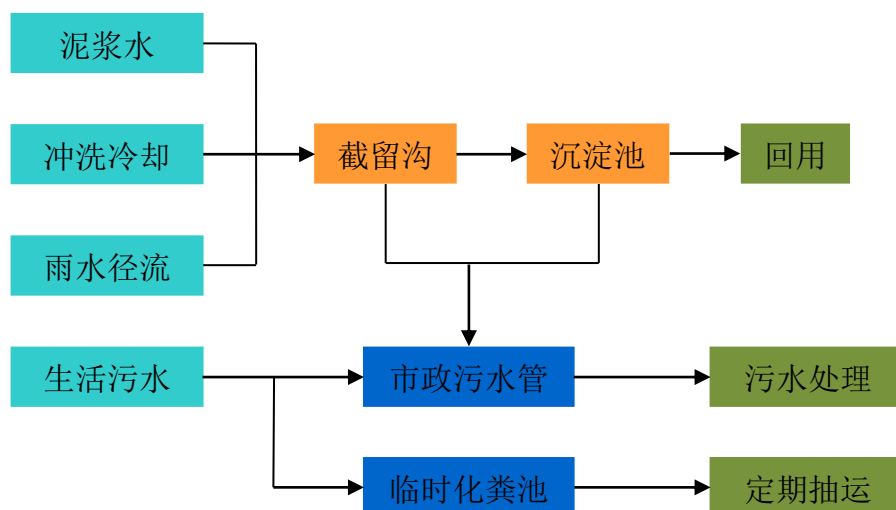 泥浆水
冲洗冷却
截留沟
沉淀池
回用
雨水径流
生活污水
市政污水管
污水处理
临时化粪池
定期抽运